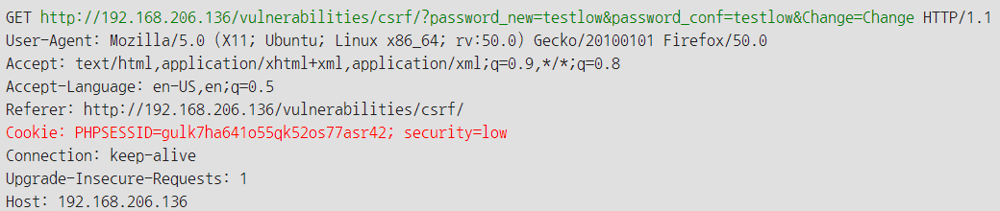 GET http://192.168.206.136/vulnerabilities/csrf/?password_new=testlow&password_conf=testlow&Change=Change HTTP/1.1
User-Agent: Mozilla/5.0 (X11; Ubuntu; Linux x86_64; rv:50.0) Gecko/20100101 Firefox/50.0
Accept: text/html,application/xhtml+xml,application/xml;q=0.9,*/*;q=0.8
Accept-Language: en-US,en;q=0.5
Referer: http://192.168.206.136/vulnerabilities/csrf/
Cookie: PHPSESSID=gulk7ha641o55qk52os77asr42; security=low
Connection: keep-alive
Upgrade-Insecure-Requests: 1
Host: 192.168.206.136